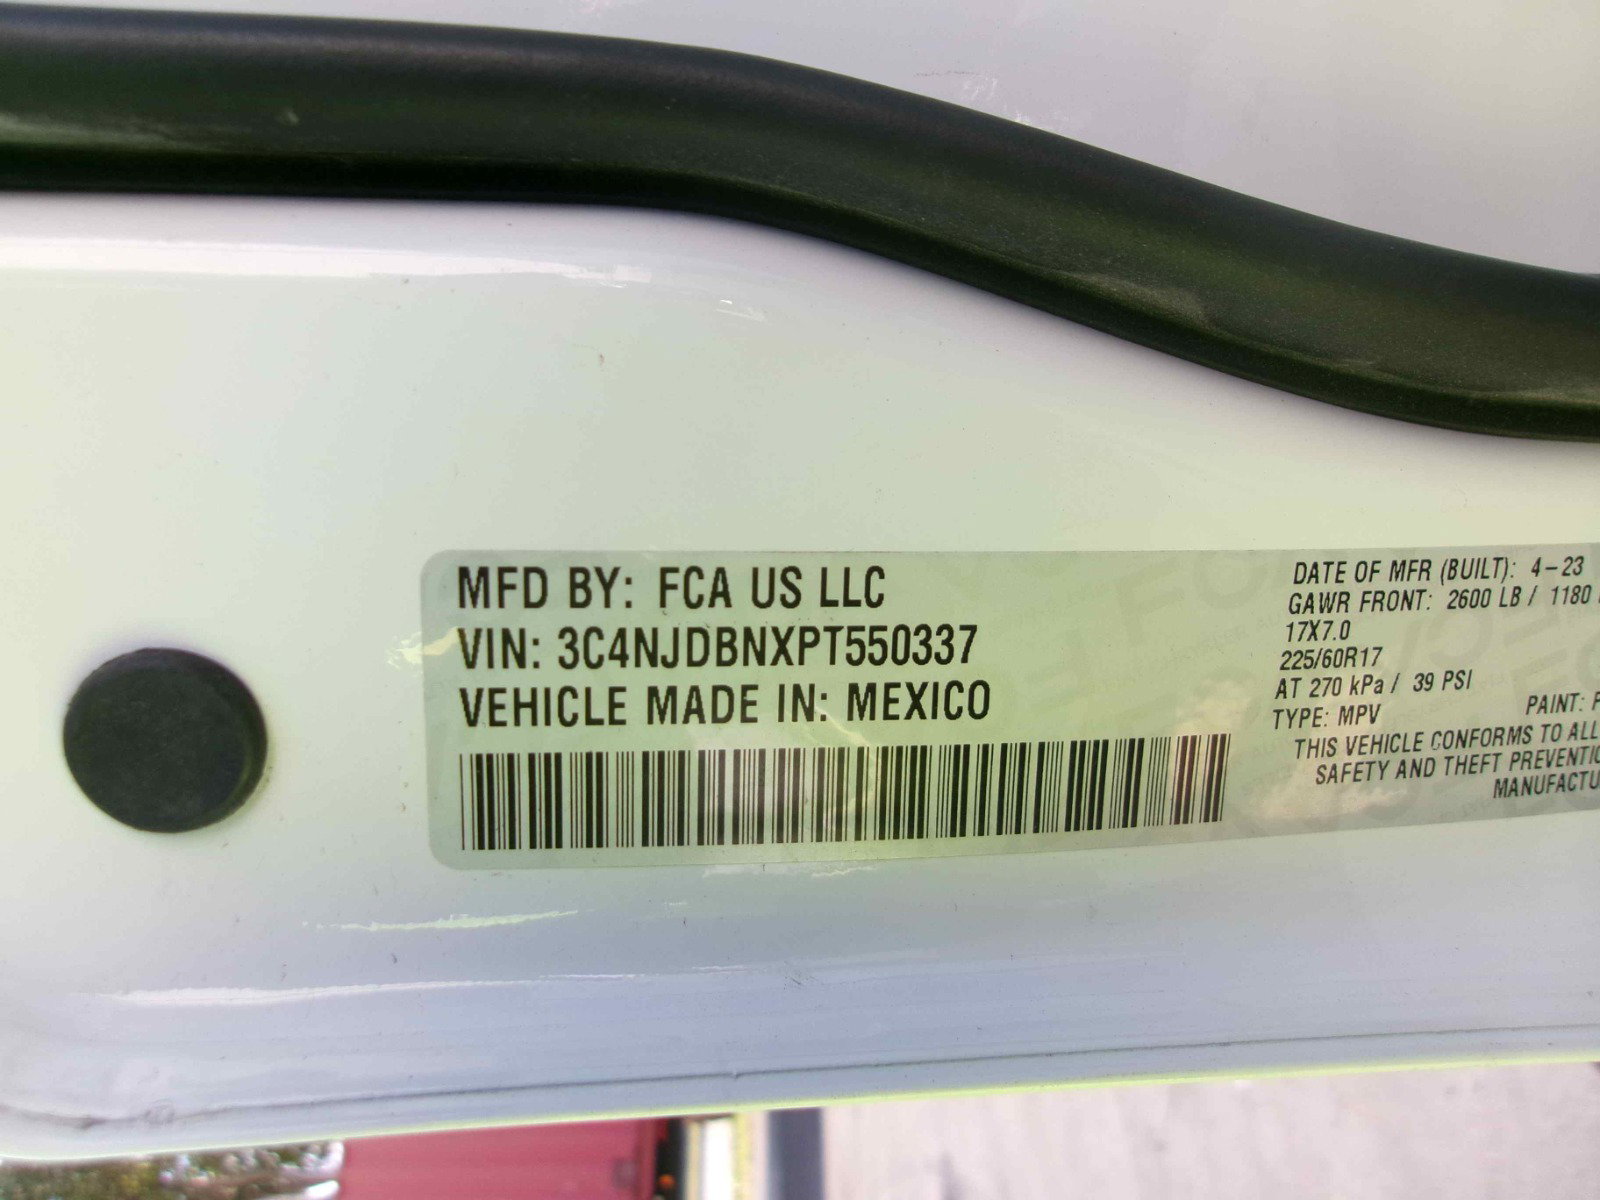 MFD BY: FCA US LLC
VIN: 3C4NJDBNXPT550337
VEHICLE MADE IN: MEXICO
DATE OF MFR (BUILT): 4-23
GAWR FRONT: 2600 LB / 1180
17X7.0
225/60R17
AT 270 kPa / 39 PSI
TYPE: MPV PAINT:
THIS VEHICLE CONFORMS TO ALL
SAFETY AND THEFT